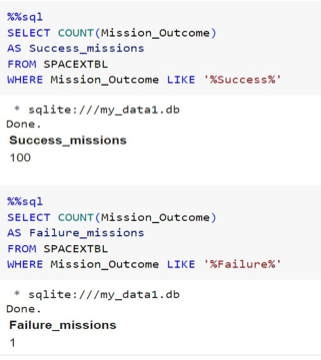 %%sql
SELECT COUNT(Mission_Outcome)
AS Success_missions
FROM SPACEXTBL
WHERE Mission_Outcome LIKE '%Success%'
* sqlite:///my_data1.db
Done.
Success_missions
100
%%sql
SELECT COUNT(Mission_Outcome)
AS Failure_missions
FROM SPACEXTBL
WHERE Mission_Outcome LIKE '%Failure%'
* sqlite:///my_data1.db
Done.
Failure_missions
1